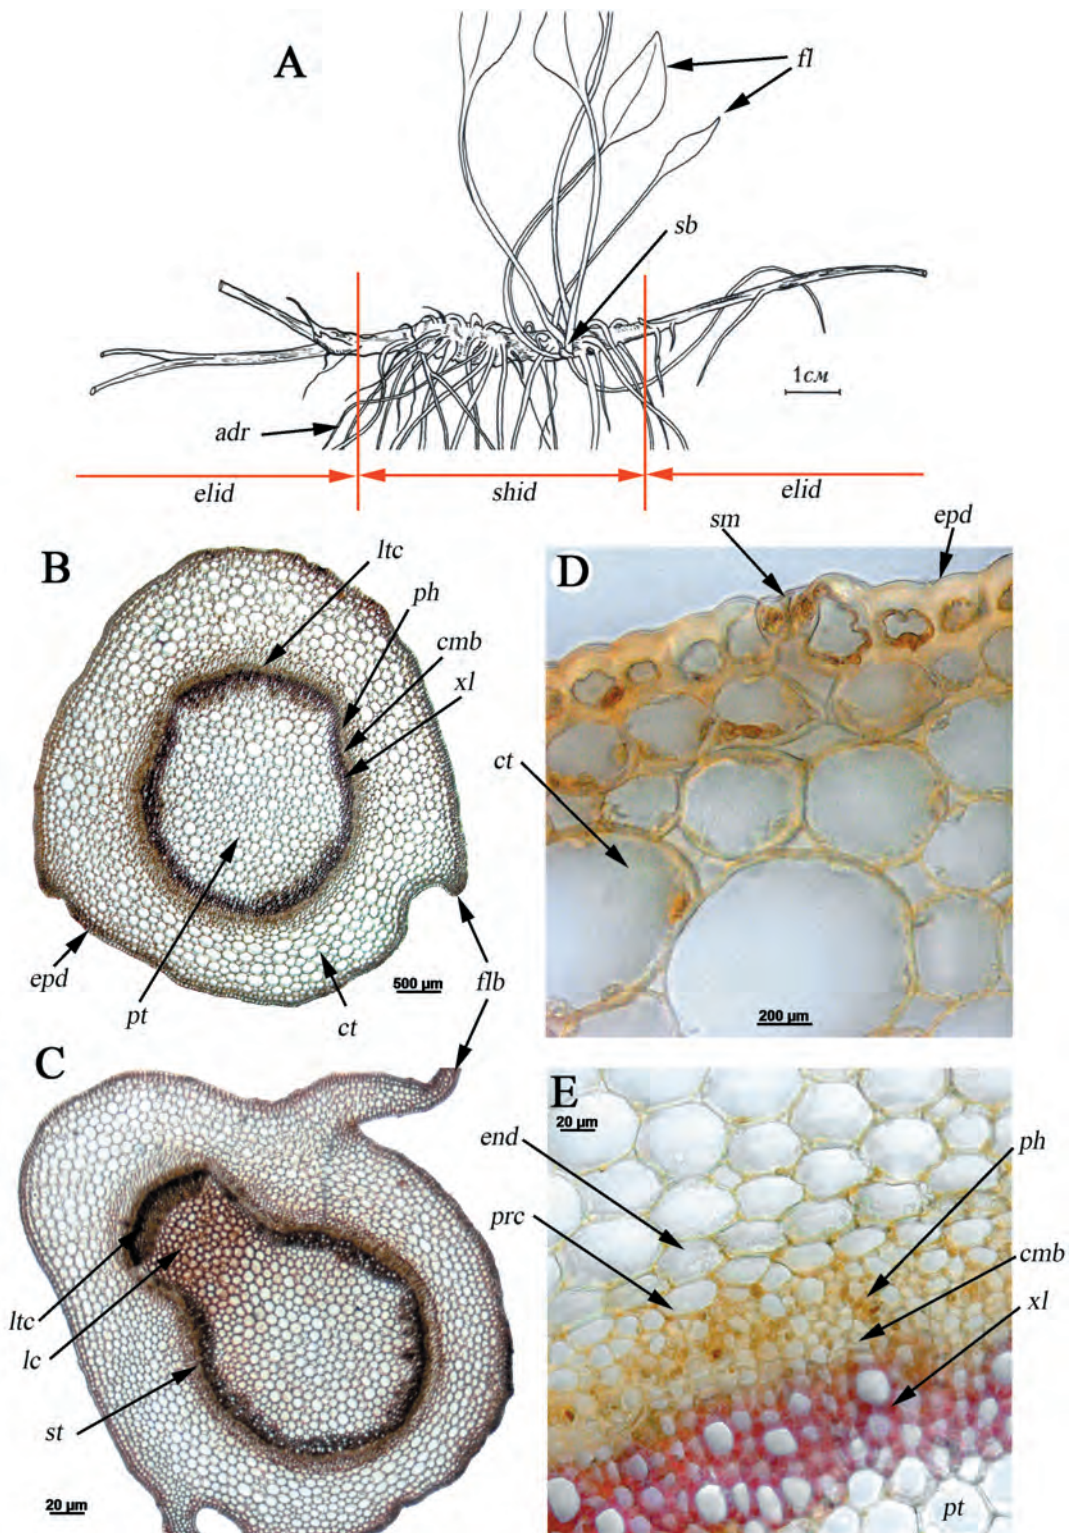 A
fl
sb
1см
adr
elid
shid
elid
B
ltc
ph
cmb
xl
epd
pt
ct
500 µm
flb
sm
epd
D
ct
200 µm
C
ltc
lc
st
20 µm
E
20 µm
end
prc
ph
cmb
xl
pt